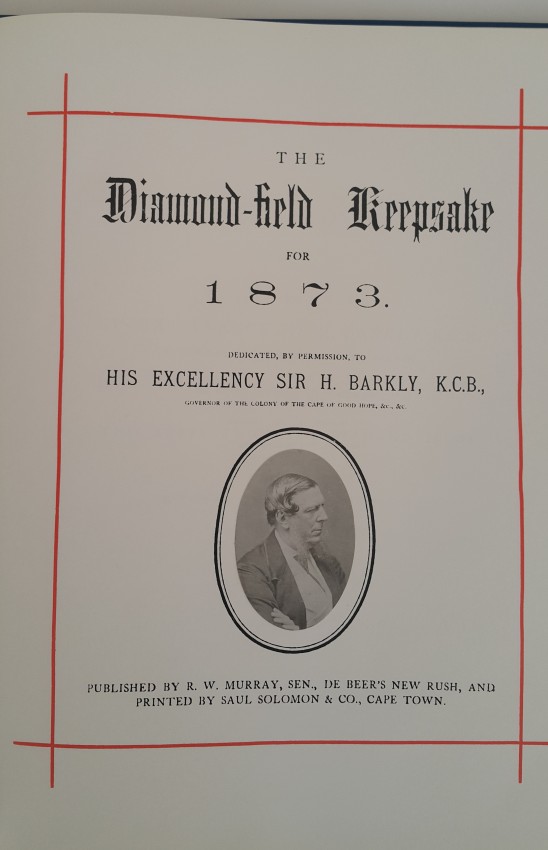 THE
Diamond-field Keepsake
FOR
1873.
DEDICATED, BY PERMISSION, TO
HIS EXCELLENCY SIR H. BARKLY, K.C.B.,
GOVERNOR OF THE COLONY OF THE CAPE OF GOOD HOPE, &c., &c.
PUBLISHED BY R. W. MURRAY, SEN., DE BEER'S NEW RUSH, AND
PRINTED BY SAUL SOLOMON & CO., CAPE TOWN.